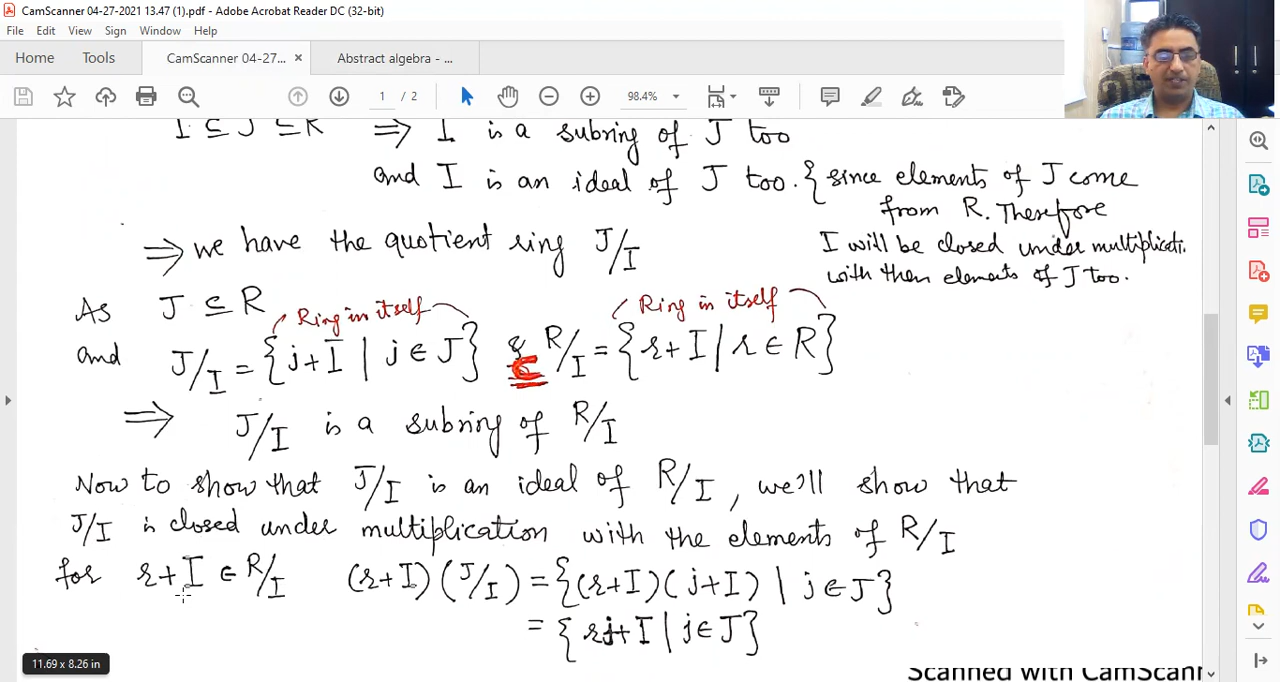 CamScanner 04-27-2021 13.47 (1).pdf - Adobe Acrobat Reader DC (32-bit)
File Edit View Sign Window Help
Home Tools CamScanner 04-27... × Abstract algebra - ...
1 / 2 98.4%
I ⊆ J ⊆ R ⟹ I is a subring of J too
and I is an ideal of J too. { since elements of J come
from R. Therefore
I will be closed under multiplicati.
with then elements of J too.
⟹ we have the quotient ring J/I
As J ⊆ R
Ring in itself Ring in itself
and J/I = { j+I | j ∈ J } ⊆ R/I = { r+I | r ∈ R }
⟹ J/I is a subring of R/I
Now to show that J/I is an ideal of R/I, we'll show that
J/I is closed under multiplication with the elements of R/I
for r+I ∈ R/I (r+I)(J/I) = { (r+I)(j+I) | j ∈ J }
= { rj+I | j ∈ J }
11.69 x 8.26 in
Scanned with CamScanr